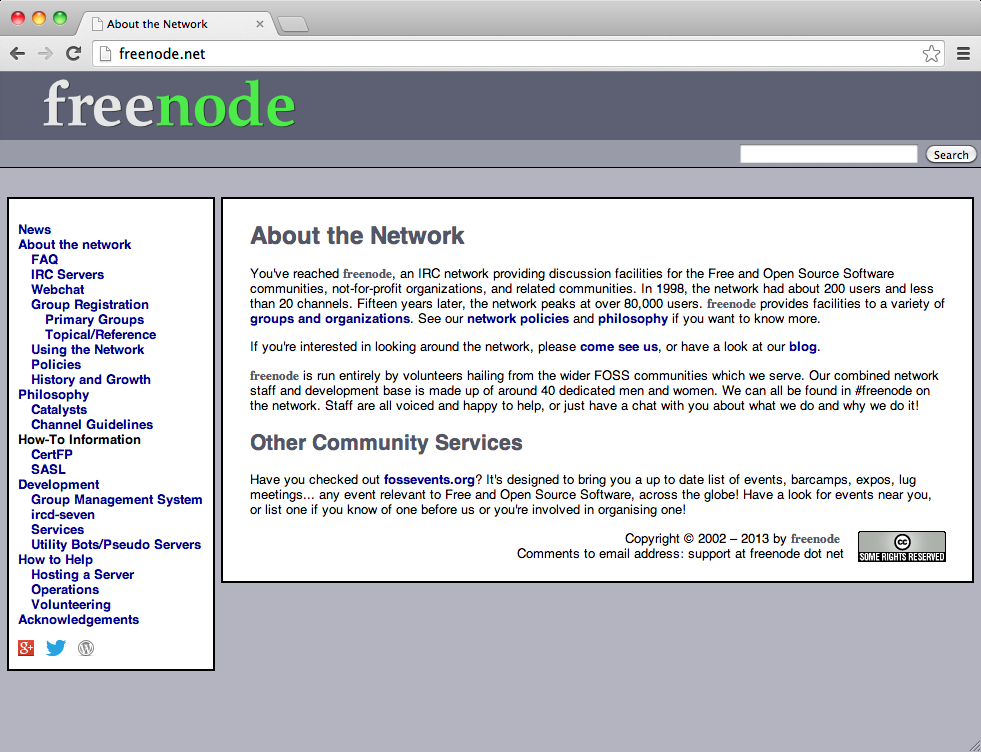 About the Network
freenode.net
freenode
Search
News
About the network
FAQ
IRC Servers
Webchat
Group Registration
Primary Groups
Topical/Reference
Using the Network
Policies
History and Growth
Philosophy
Catalysts
Channel Guidelines
How-To Information
CertFP
SASL
Development
Group Management System
ircd-seven
Services
Utility Bots/Pseudo Servers
How to Help
Hosting a Server
Operations
Volunteering
Acknowledgements
g+
W
About the Network
You've reached freenode, an IRC network providing discussion facilities for the Free and Open Source Software
communities, not-for-profit organizations, and related communities. In 1998, the network had about 200 users and less
than 20 channels. Fifteen years later, the network peaks at over 80,000 users. freenode provides facilities to a variety of
groups and organizations. See our network policies and philosophy if you want to know more.
If you're interested in looking around the network, please come see us, or have a look at our blog.
freenode is run entirely by volunteers hailing from the wider FOSS communities which we serve. Our combined network
staff and development base is made up of around 40 dedicated men and women. We can all be found in #freenode on
the network. Staff are all voiced and happy to help, or just have a chat with you about what we do and why we do it!
Other Community Services
Have you checked out fossevents.org? It's designed to bring you a up to date list of events, barcamps, expos, lug
meetings... any event relevant to Free and Open Source Software, across the globe! Have a look for events near you,
or list one if you know of one before us or you're involved in organising one!
Copyright © 2002 – 2013 by freenode
Comments to email address: support at freenode dot net
cc
SOME RIGHTS RESERVED